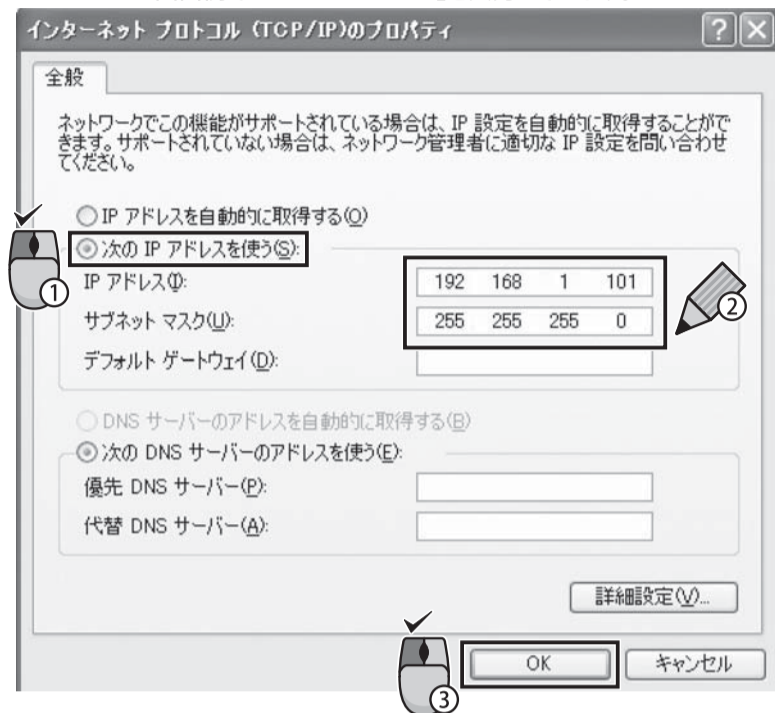 インターネット プロトコル (TCP/IP)のプロパティ
全般
ネットワークでこの機能がサポートされている場合は、IP 設定を自動的に取得することがで
きます。サポートされていない場合は、ネットワーク管理者に適切な IP 設定を問い合わせ
てください。
IP アドレスを自動的に取得する(O)
次の IP アドレスを使う(S):
①
IP アドレス(I): 192 168 1 101
サブネット マスク(U): 255 255 255 0
②
デフォルト ゲートウェイ(D):
DNS サーバーのアドレスを自動的に取得する(B)
次の DNS サーバーのアドレスを使う(E):
優先 DNS サーバー(P):
代替 DNS サーバー(A):
詳細設定(V)...
OK キャンセル
③